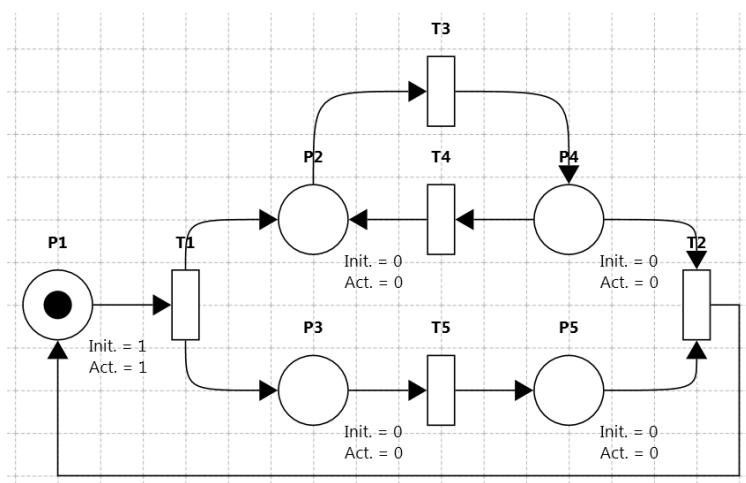 T3
P2
T4
P4
Init. = 0
Act. = 0
Init. = 0
Act. = 0
P1
T1
T2
Init. = 1
Act. = 1
P3
T5
P5
Init. = 0
Act. = 0
Init. = 0
Act. = 0